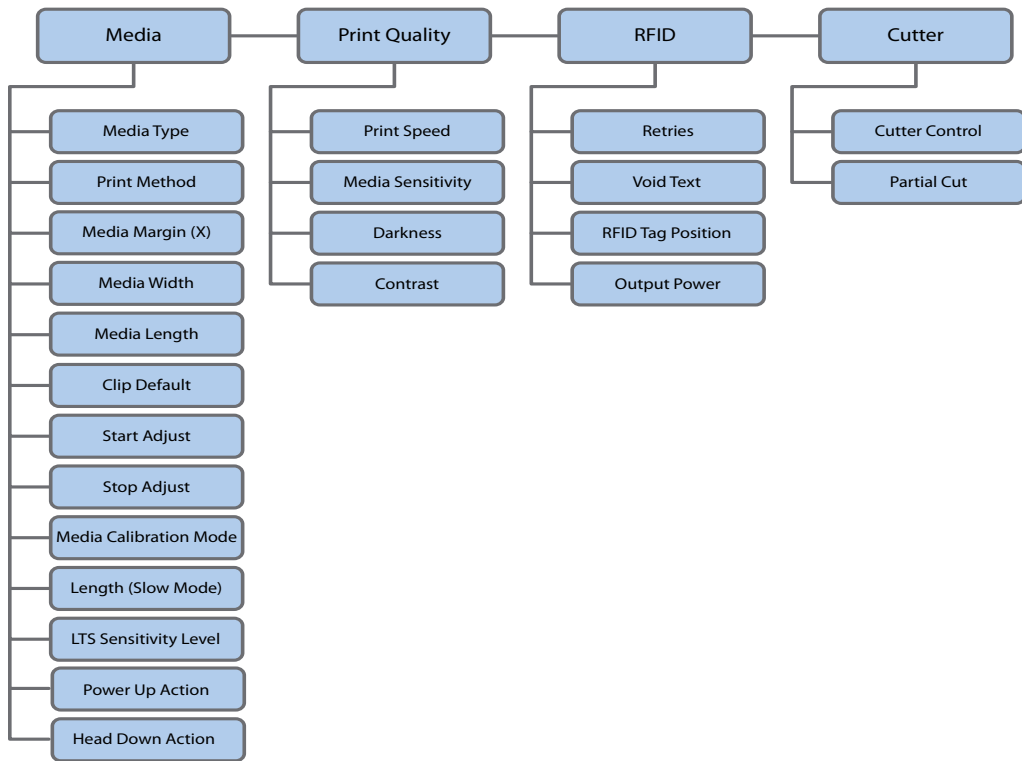 Media
Print Quality
RFID
Cutter
Media Type
Print Method
Media Margin (X)
Media Width
Media Length
Clip Default
Start Adjust
Stop Adjust
Media Calibration Mode
Length (Slow Mode)
LTS Sensitivity Level
Power Up Action
Head Down Action
Print Speed
Media Sensitivity
Darkness
Contrast
Retries
Void Text
RFID Tag Position
Output Power
Cutter Control
Partial Cut